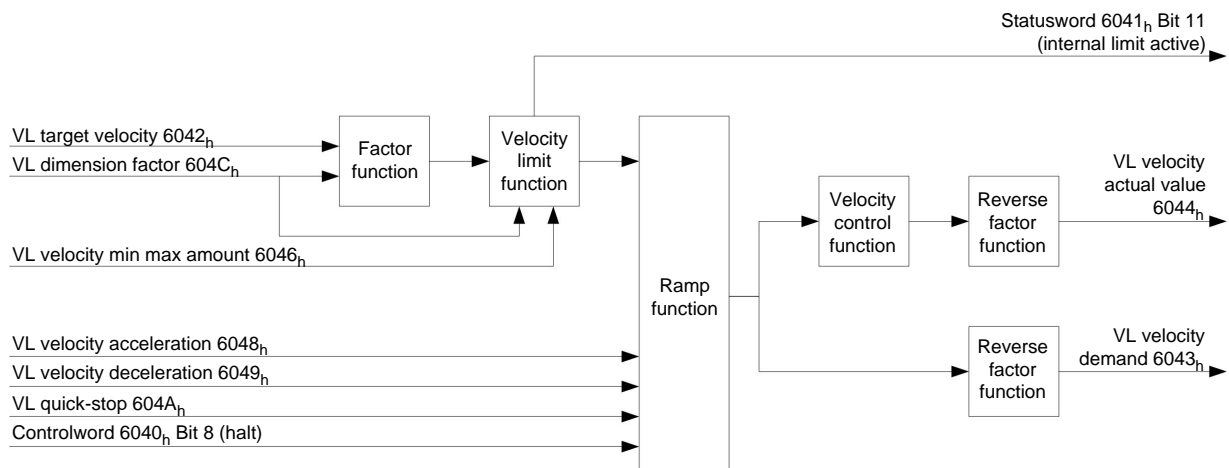 Statusword 6041h Bit 11
(internal limit active)
VL target velocity 6042h
VL dimension factor 604Ch
Factor
function
Velocity
limit
function
VL velocity min max amount 6046h
Ramp
function
Velocity
control
function
Reverse
factor
function
VL velocity
actual value
6044h
VL velocity acceleration 6048h
VL velocity deceleration 6049h
VL quick-stop 604Ah
Controlword 6040h Bit 8 (halt)
Reverse
factor
function
VL velocity
demand 6043h